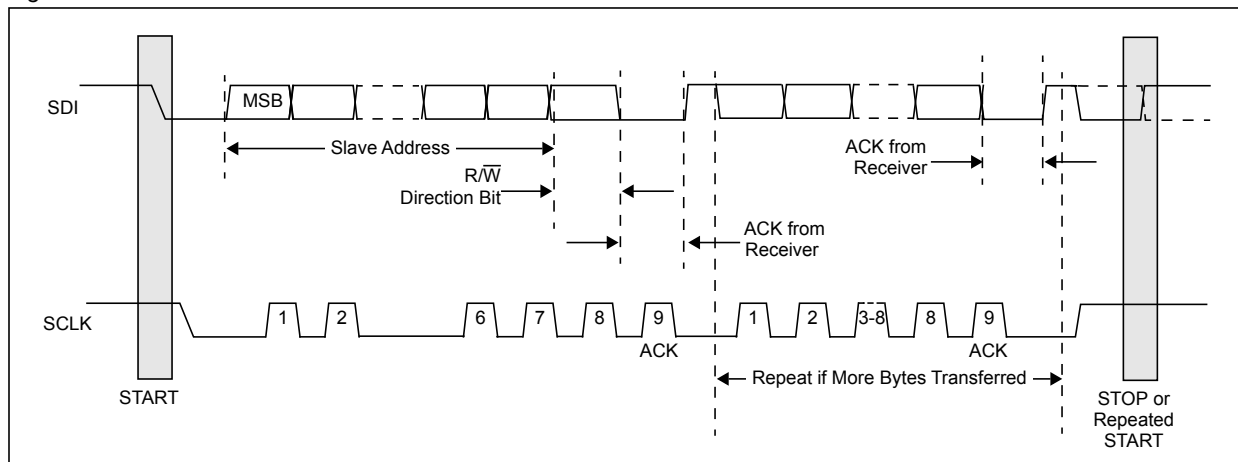 SDI
MSB
Slave Address
R/W̅
Direction Bit
ACK from
Receiver
ACK from
Receiver
SCLK
1
2
6
7
8
9
ACK
1
2
3-8
8
9
ACK
Repeat if More Bytes Transferred
START
STOP or
Repeated
START